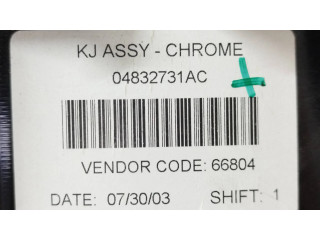 KJ ASSY - CHROME
04832731AC
VENDOR CODE: 66804
DATE: 07/30/03 SHIFT: 1